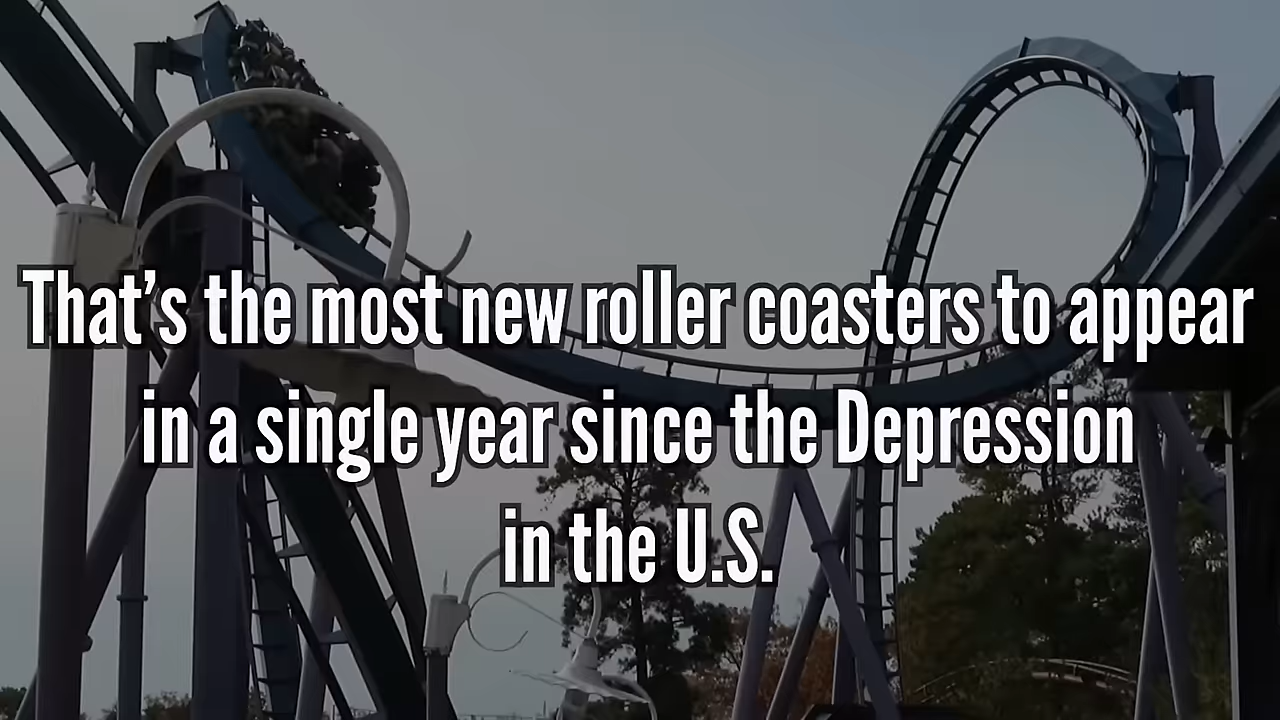 That’s the most new roller coasters to appear
in a single year since the Depression
in the U.S.